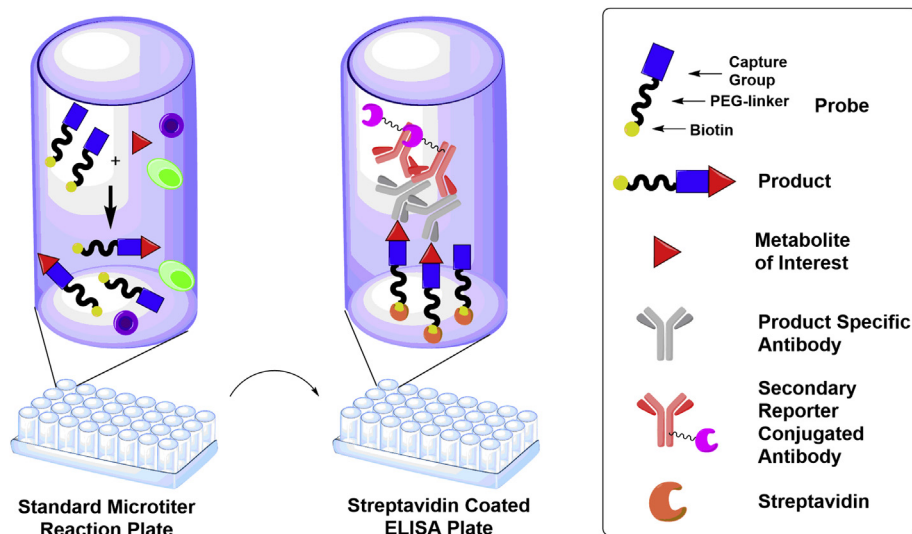 +
Standard Microtiter
Reaction Plate
Streptavidin Coated
ELISA Plate
Capture
Group
PEG-linker
Biotin
Probe
Product
Metabolite
of Interest
Product Specific
Antibody
Secondary
Reporter
Conjugated
Antibody
Streptavidin